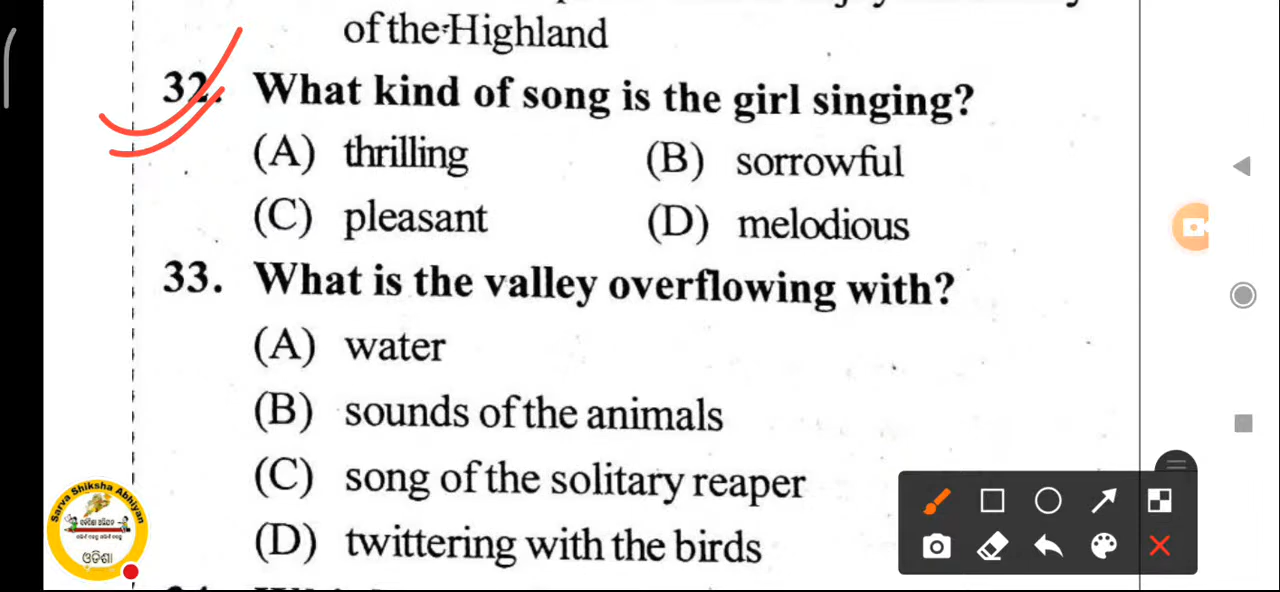 of the Highland
32. What kind of song is the girl singing?
(A) thrilling (B) sorrowful
(C) pleasant (D) melodious
33. What is the valley overflowing with?
(A) water
(B) sounds of the animals
(C) song of the solitary reaper
(D) twittering with the birds
Sarva Shiksha Abhiyan
ଓଡ଼ିଶା